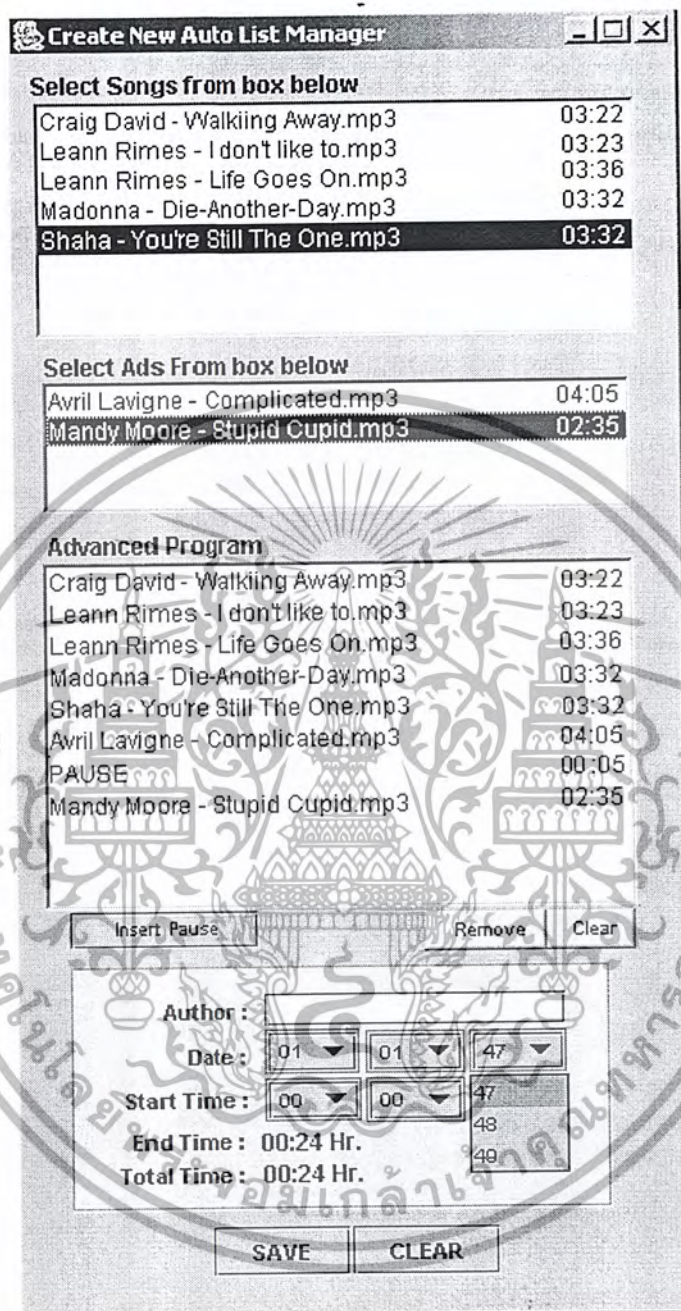 Create New Auto List Manager
Select Songs from box below
Craig David - Walkiing Away.mp3 03:22
Leann Rimes - I don't like to.mp3 03:23
Leann Rimes - Life Goes On.mp3 03:36
Madonna - Die-Another-Day.mp3 03:32
Shaha - You're Still The One.mp3 03:32
Select Ads From box below
Avril Lavigne - Complicated.mp3 04:05
Mandy Moore - Stupid Cupid.mp3 02:35
Advanced Program
Craig David - Walkiing Away.mp3 03:22
Leann Rimes - I don't like to.mp3 03:23
Leann Rimes - Life Goes On.mp3 03:36
Madonna - Die-Another-Day.mp3 03:32
Shaha - You're Still The One.mp3 03:32
Avril Lavigne - Complicated.mp3 04:05
PAUSE 00:05
Mandy Moore - Stupid Cupid.mp3 02:35
Insert Pause Remove Clear
Author :
Date : 01 01 47
47
48
49
Start Time : 00 00
End Time : 00:24 Hr.
Total Time : 00:24 Hr.
SAVE CLEAR